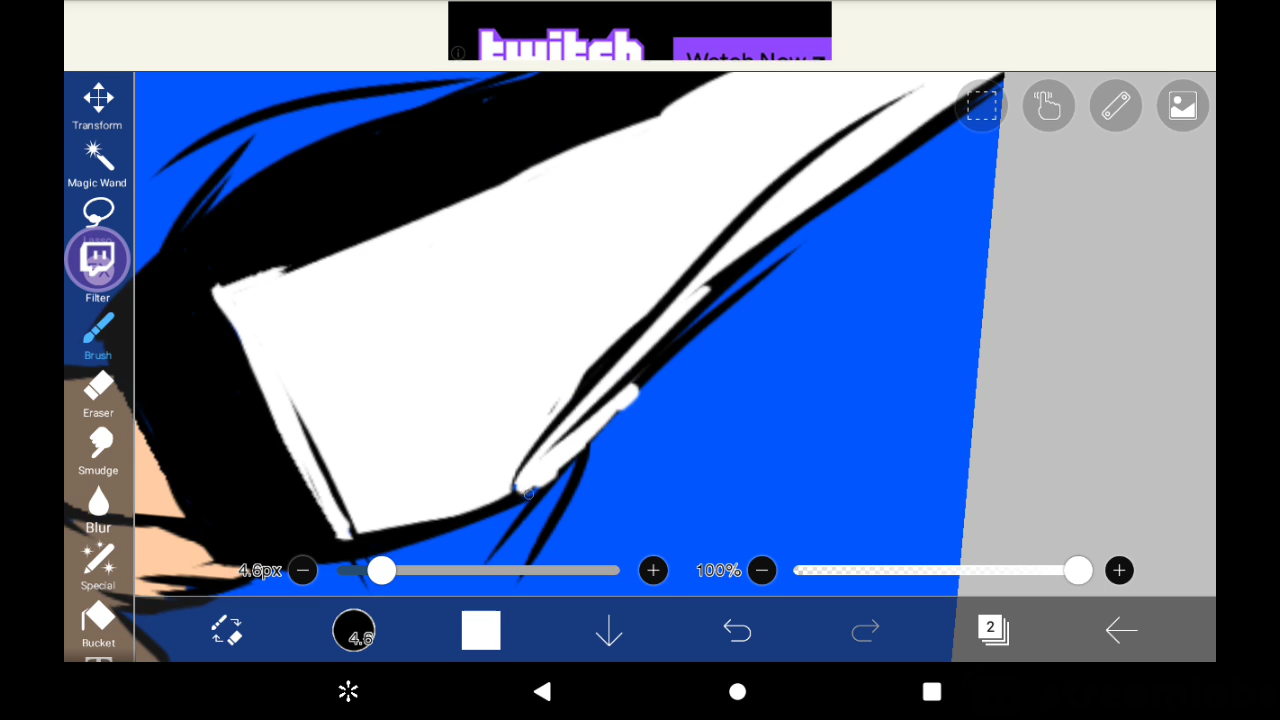 twitch
Watch Now
Transform
Magic Wand
Filter
Brush
Eraser
Smudge
Blur
Special
Bucket
4.6px
100%
4.6
2